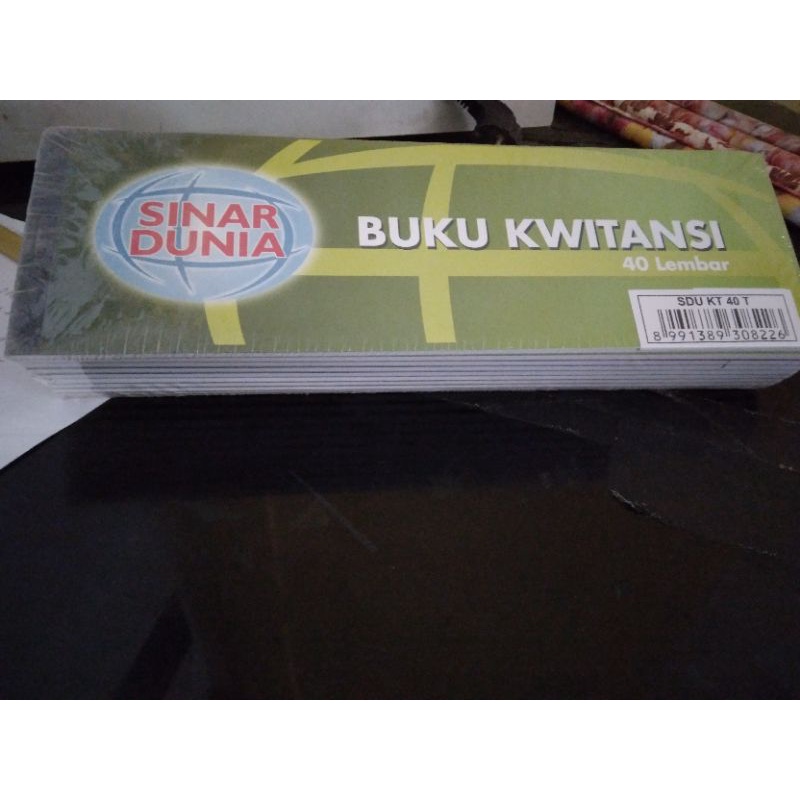 SINAR
DUNIA
BUKU KWITANSI
40 Lembar
SDU KT 40 T
8 991389 308226